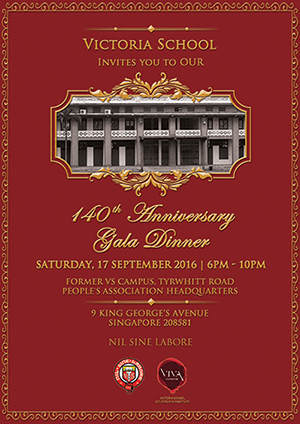 VICTORIA SCHOOL
INVITES YOU TO OUR
140th Anniversary
Gala Dinner
SATURDAY, 17 SEPTEMBER 2016 | 6PM - 10PM
FORMER VS CAMPUS, TYRWHITT ROAD
PEOPLE'S ASSOCIATION HEADQUARTERS
9 KING GEORGE'S AVENUE
SINGAPORE 208581
NIL SINE LABORE
VIVA